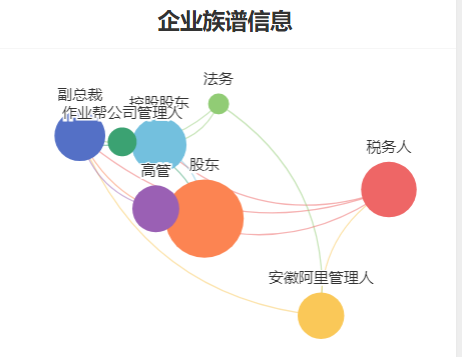 企业族谱信息
法务
副总裁
控股股东
作业帮公司管理人
税务人
高管
股东
安徽阿里管理人